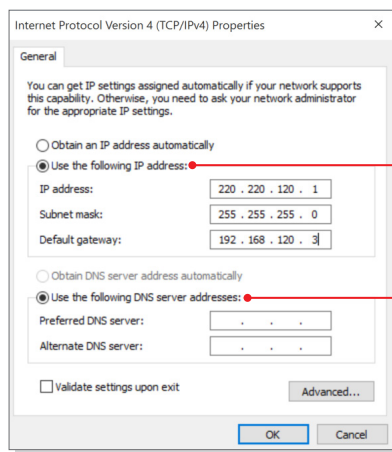 Internet Protocol Version 4 (TCP/IPv4) Properties
General
You can get IP settings assigned automatically if your network supports
this capability. Otherwise, you need to ask your network administrator
for the appropriate IP settings.
Obtain an IP address automatically
Use the following IP address:
IP address: 220 . 220 . 120 . 1
Subnet mask: 255 . 255 . 255 . 0
Default gateway: 192 . 168 . 120 . 3
Obtain DNS server address automatically
Use the following DNS server addresses:
Preferred DNS server: . . .
Alternate DNS server: . . .
Validate settings upon exit
Advanced...
OK Cancel